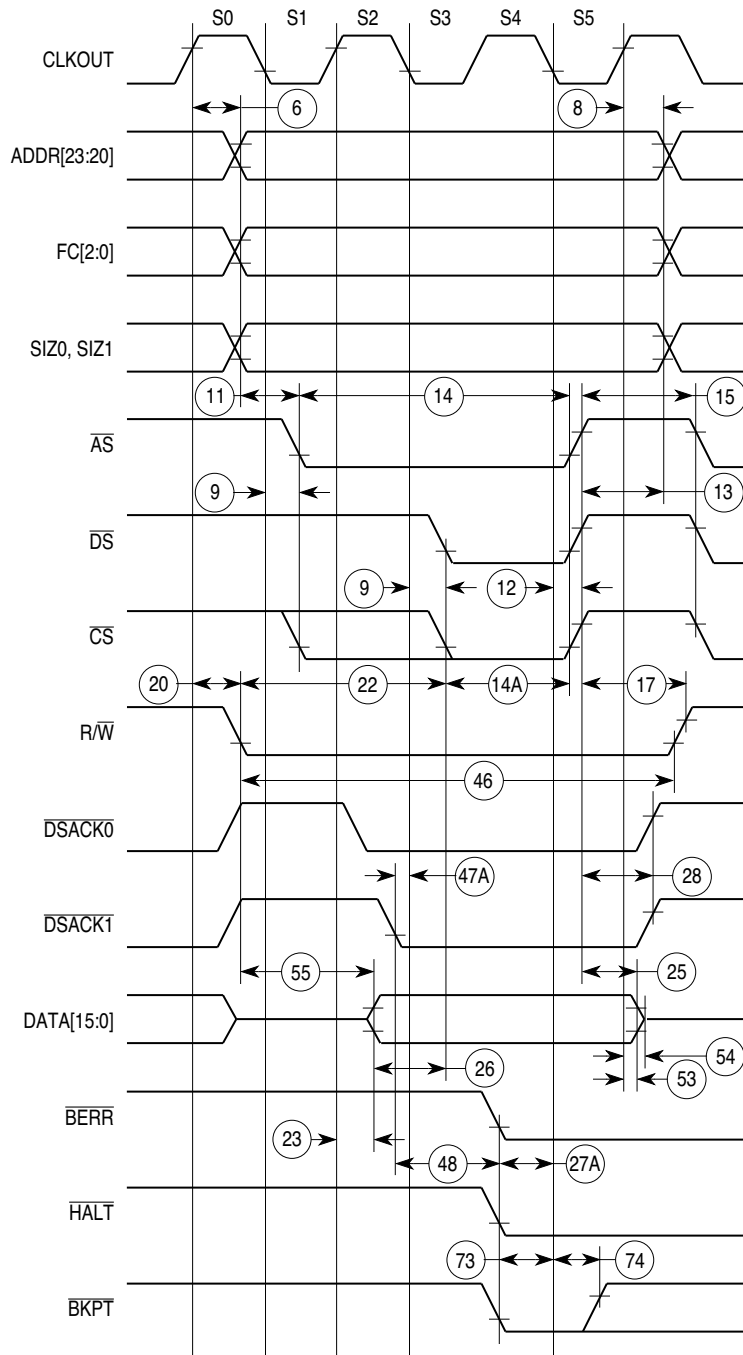 S0 S1 S2 S3 S4 S5
CLKOUT
6 8
ADDR[23:20]
FC[2:0]
SIZ0, SIZ1
11 14 15
AS
9 13
DS
9 12
CS
20 22 14A 17
R/W
46
DSACK0
47A 28
DSACK1
55 25
DATA[15:0]
54
26 53
BERR
23
48 27A
HALT
73 74
BKPT